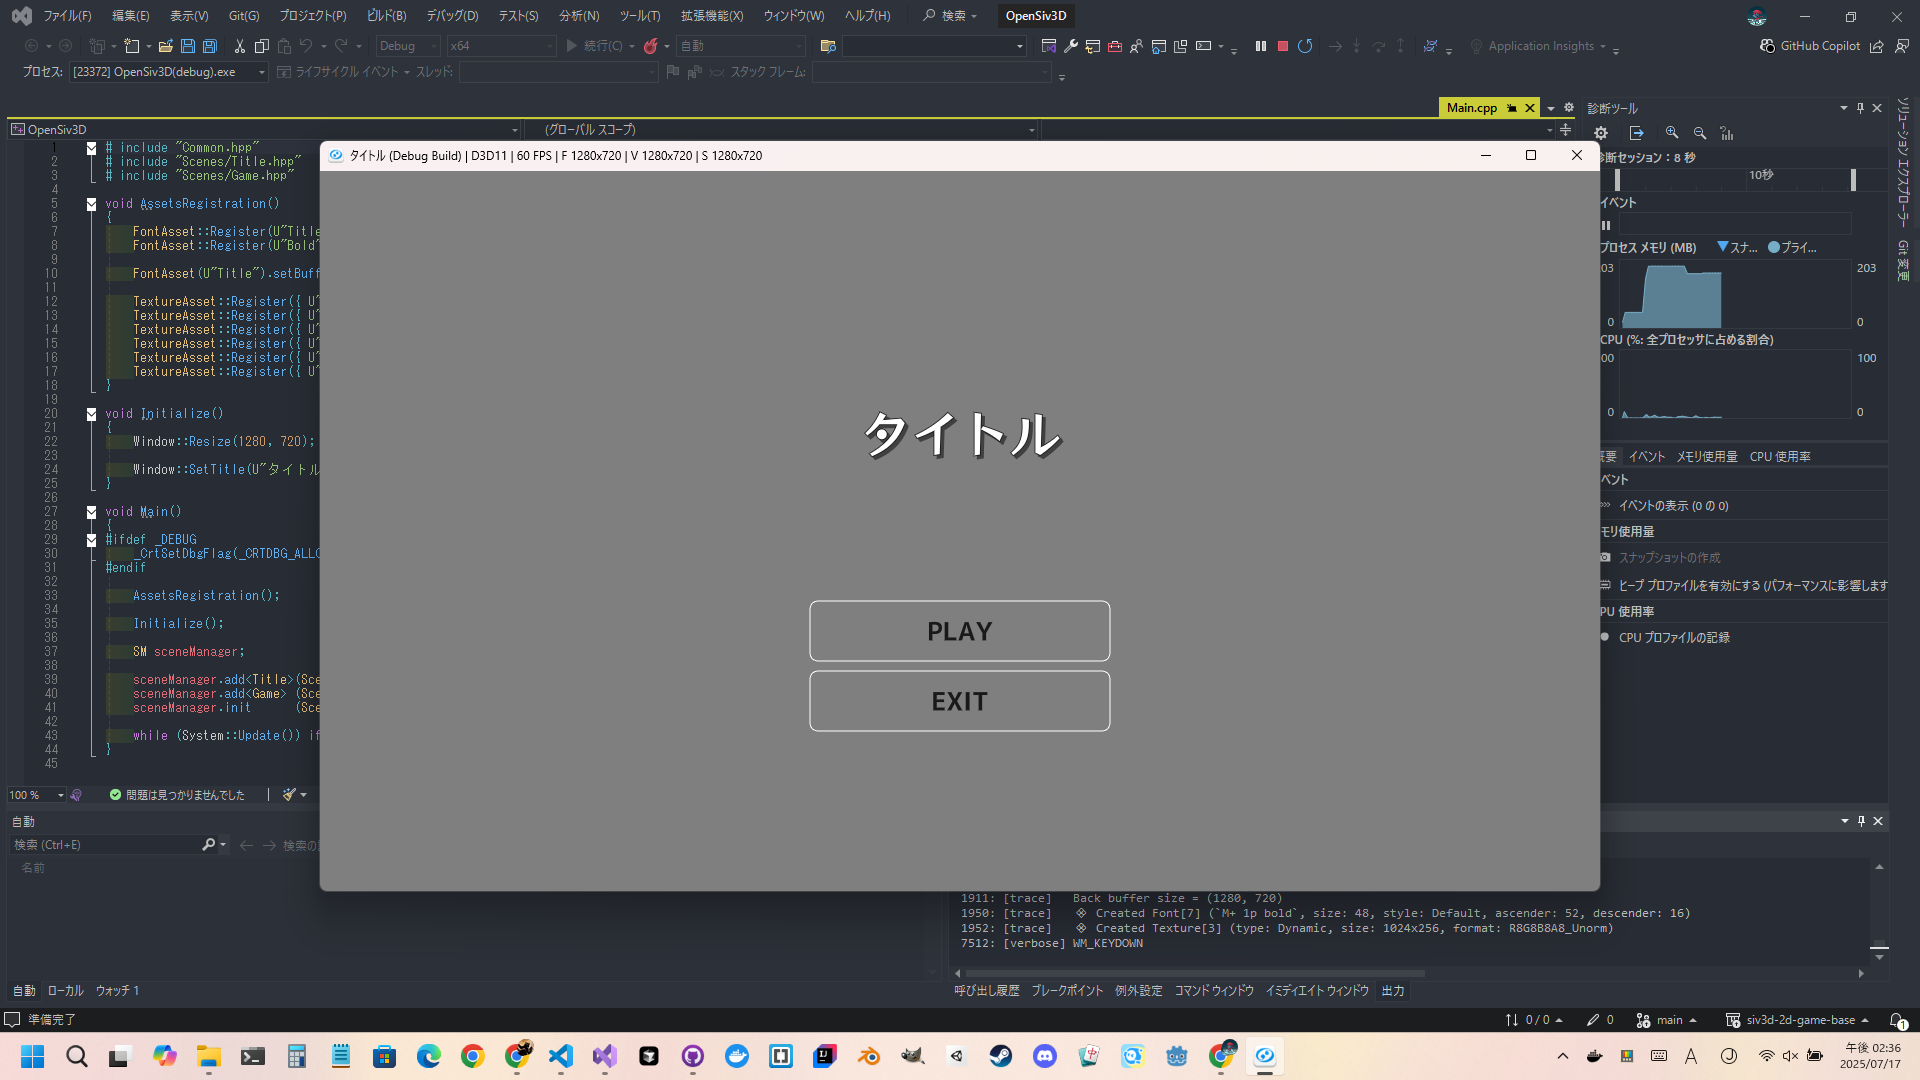 ファイル(F) 編集(E) 表示(V) Git(G) プロジェクト(P) ビルド(B) デバッグ(D) テスト(S) 分析(N) ツール(T) 拡張機能(X) ウィンドウ(W) ヘルプ(H) 検索 OpenSiv3D
Debug x64 続行(C) 自動 Application Insights GitHub Copilot
プロセス: [23372] OpenSiv3D(debug).exe ライフサイクル イベント スレッド: スタック フレーム:
Main.cpp
診断ツール
OpenSiv3D (グローバル スコープ)
1 # include "Common.hpp"
2 # include "Scenes/Title.hpp"
3 # include "Scenes/Game.hpp"
4
5 void AssetsRegistration()
6 {
7 FontAsset::Register(U"Title
8 FontAsset::Register(U"Bold"
9
10 FontAsset(U"Title").setBuff
11
12 TextureAsset::Register({ U"
13 TextureAsset::Register({ U"
14 TextureAsset::Register({ U"
15 TextureAsset::Register({ U"
16 TextureAsset::Register({ U"
17 TextureAsset::Register({ U"
18 }
19
20 void Initialize()
21 {
22 Window::Resize(1280, 720);
23
24 Window::SetTitle(U"タイトル
25 }
26
27 void Main()
28 {
29 #ifdef _DEBUG
30 _CrtSetDbgFlag(_CRTDBG_ALLO
31 #endif
32
33 AssetsRegistration();
34
35 Initialize();
36
37 SM sceneManager;
38
39 sceneManager.add<Title>(Sce
40 sceneManager.add<Game> (Sce
41 sceneManager.init (Sce
42
43 while (System::Update()) if
44 }
45
タイトル (Debug Build) | D3D11 | 60 FPS | F 1280x720 | V 1280x720 | S 1280x720
タイトル
PLAY
EXIT
断セッション : 8 秒
10秒
イベント
プロセス メモリ (MB) スナ... プライ...
03 203
0 0
CPU (%: 全プロセッサに占める割合)
00 100
0 0
概要 イベント メモリ使用量 CPU 使用率
ベント
イベントの表示 (0 の 0)
モリ使用量
スナップショットの作成
ヒープ プロファイルを有効にする (パフォーマンスに影響します
PU 使用率
CPU プロファイルの記録
ソリューション エクスプローラー
Git 変更
100 % 問題は見つかりませんでした
自動
検索 (Ctrl+E) 検索の
名前
自動 ローカル ウォッチ 1
1911: [trace] Back buffer size = (1280, 720)
1950: [trace] Created Font[7] (`M+ 1p bold`, size: 48, style: Default, ascender: 52, descender: 16)
1952: [trace] Created Texture[3] (type: Dynamic, size: 1024x256, format: R8G8B8A8_Unorm)
7512: [verbose] WM_KEYDOWN
呼び出し履歴 ブレークポイント 例外設定 コマンド ウィンドウ イミディエイト ウィンドウ 出力
準備完了
0 / 0 0 main siv3d-2d-game-base 1
A
午後 02:36
2025/07/17